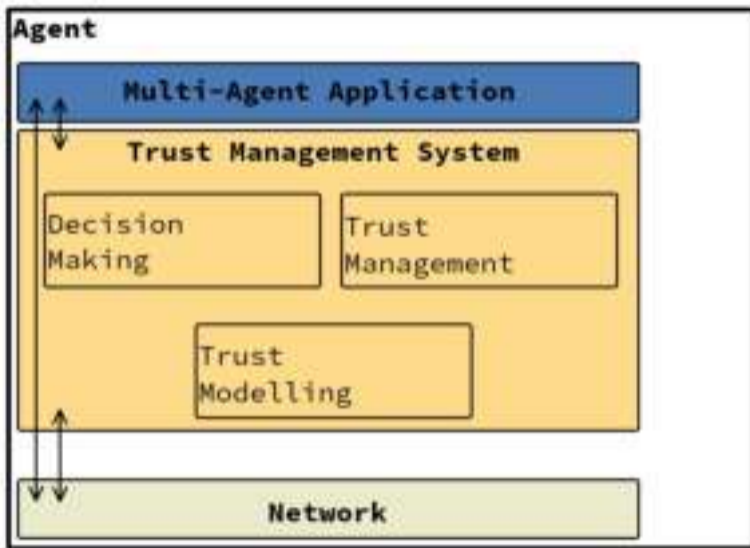 Agent
Multi-Agent Application
Trust Management System
Decision
Making
Trust
Management
Trust
Modelling
Network